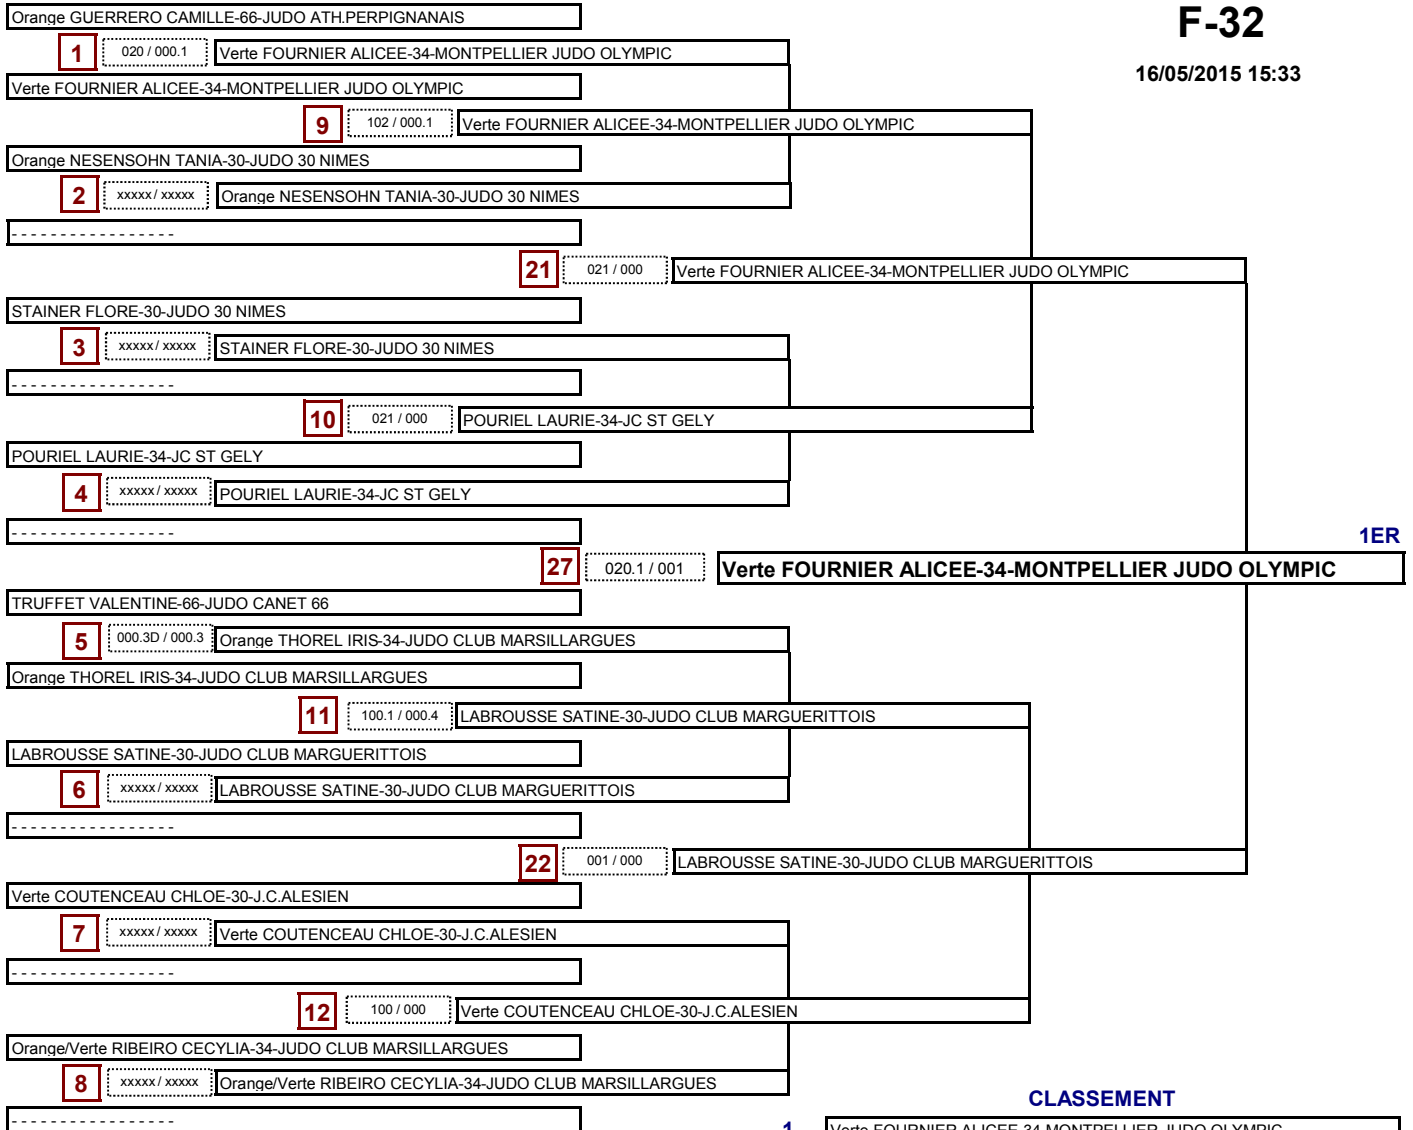 Orange GUERRERO CAMILLE-66-JUDO ATH.PERPIGNANAIS
F-32
1 020 / 000.1 Verte FOURNIER ALICEE-34-MONTPELLIER JUDO OLYMPIC
16/05/2015 15:33
Verte FOURNIER ALICEE-34-MONTPELLIER JUDO OLYMPIC
9 102 / 000.1 Verte FOURNIER ALICEE-34-MONTPELLIER JUDO OLYMPIC
Orange NESENSOHN TANIA-30-JUDO 30 NIMES
2 xxxxx / xxxxx Orange NESENSOHN TANIA-30-JUDO 30 NIMES
- - - - - - - - - - - - - - - - -
21 021 / 000 Verte FOURNIER ALICEE-34-MONTPELLIER JUDO OLYMPIC
STAINER FLORE-30-JUDO 30 NIMES
3 xxxxx / xxxxx STAINER FLORE-30-JUDO 30 NIMES
- - - - - - - - - - - - - - - - -
10 021 / 000 POURIEL LAURIE-34-JC ST GELY
POURIEL LAURIE-34-JC ST GELY
4 xxxxx / xxxxx POURIEL LAURIE-34-JC ST GELY
- - - - - - - - - - - - - - - - -
1ER
27 020.1 / 001 Verte FOURNIER ALICEE-34-MONTPELLIER JUDO OLYMPIC
TRUFFET VALENTINE-66-JUDO CANET 66
5 000.3D / 000.3 Orange THOREL IRIS-34-JUDO CLUB MARSILLARGUES
Orange THOREL IRIS-34-JUDO CLUB MARSILLARGUES
11 100.1 / 000.4 LABROUSSE SATINE-30-JUDO CLUB MARGUERITTOIS
LABROUSSE SATINE-30-JUDO CLUB MARGUERITTOIS
6 xxxxx / xxxxx LABROUSSE SATINE-30-JUDO CLUB MARGUERITTOIS
- - - - - - - - - - - - - - - - -
22 001 / 000 LABROUSSE SATINE-30-JUDO CLUB MARGUERITTOIS
Verte COUTENCEAU CHLOE-30-J.C.ALESIEN
7 xxxxx / xxxxx Verte COUTENCEAU CHLOE-30-J.C.ALESIEN
- - - - - - - - - - - - - - - - -
12 100 / 000 Verte COUTENCEAU CHLOE-30-J.C.ALESIEN
Orange/Verte RIBEIRO CECYLIA-34-JUDO CLUB MARSILLARGUES
8 xxxxx / xxxxx Orange/Verte RIBEIRO CECYLIA-34-JUDO CLUB MARSILLARGUES
CLASSEMENT
- - - - - - - - - - - - - - - - -
1 Verte FOURNIER ALICEE-34-MONTPELLIER JUDO OLYMPIC